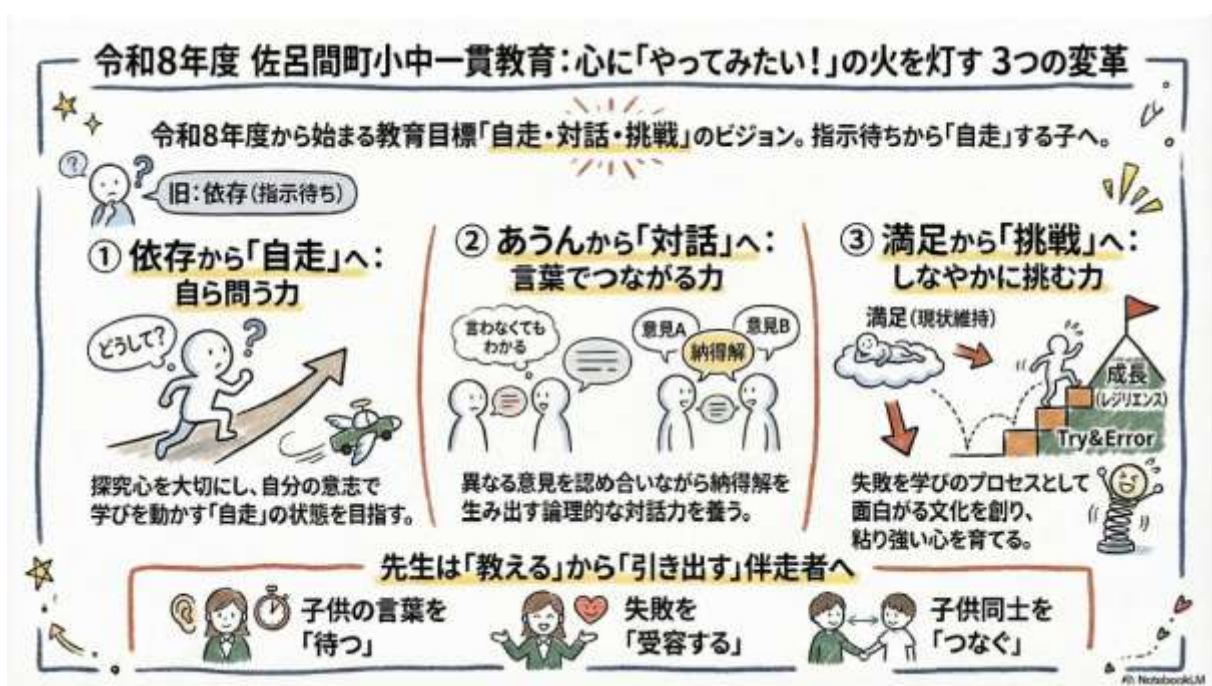 令和8年度 佐呂間町小中一貫教育：心に「やってみたい！」の火を灯す 3つの変革
令和8年度から始まる教育目標「自走・対話・挑戦」のビジョン。指示待ちから「自走」する子へ。
? ?
旧：依存（指示待ち）
① 依存から「自走」へ：
自ら問う力
どうして？
?
探究心を大切にし、自分の意志で
学びを動かす「自走」の状態を目指す。
② あうんから「対話」へ：
言葉でつながる力
言わなくても
わかる
意見A
意見B
納得解
異なる意見を認め合いながら納得解を
生み出す論理的な対話力を養う。
③ 満足から「挑戦」へ：
しなやかに挑む力
満足（現状維持）
成長
（レジリエンス）
Try&Error
失敗を学びのプロセスとして
面白がる文化を創り、
粘り強い心を育てる。
先生は「教える」から「引き出す」伴走者へ
子供の言葉を
「待つ」
失敗を
「受容する」
子供同士を
「つなぐ」
NotebookLM